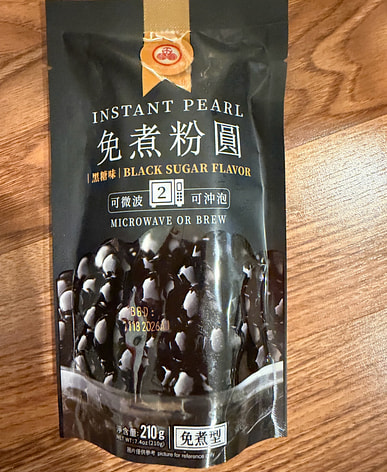 INSTANT PEARL
免煮粉圓
黑糖味 BLACK SUGAR FLAVOR
可微波 2 可沖泡
MICROWAVE OR BREW
淨含量: 210g
NET WT: 7.4oz (210g)
圖片僅供參考 picture for reference only
免煮型